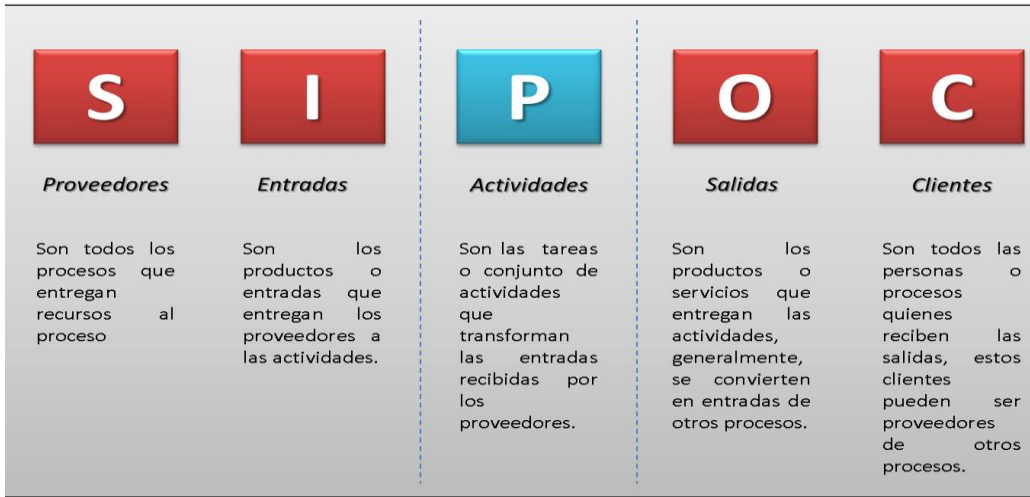 S
I
P
O
C
Proveedores
Entradas
Actividades
Salidas
Clientes
Son todos los
procesos que
entregan
recursos al
proceso
Son los
productos o
entradas que
entregan los
proveedores a
las actividades.
Son las tareas
o conjunto de
actividades
que
transforman
las entradas
recibidas por
los
proveedores.
Son los
productos o
servicios que
entregan las
actividades,
generalmente,
se convierten
en entradas de
otros procesos.
Son todos las
personas o
procesos
quienes
reciben las
salidas, estos
clientes
pueden ser
proveedores
de otros
procesos.